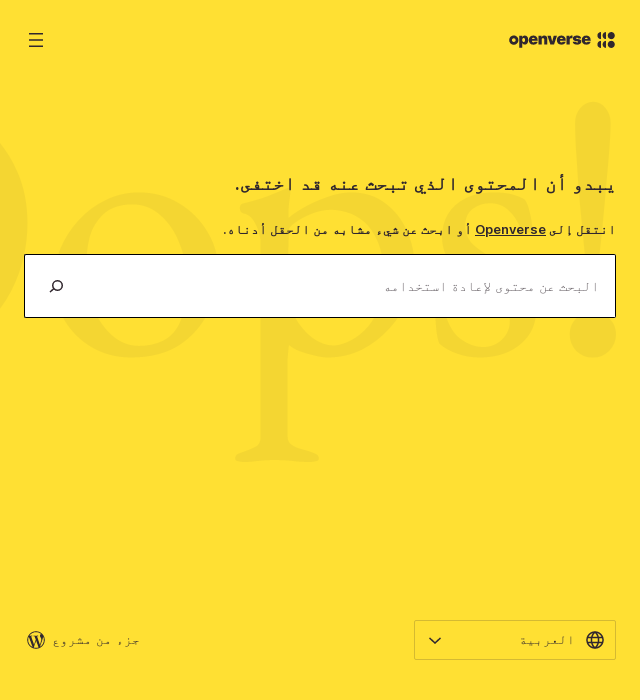 openverse
Oops!
يبدو أن المحتوى الذي تبحث عنه قد اختفى.
انتقل إلى Openverse أو ابحث عن شيء مشابه من الحقل أدناه.
البحث عن محتوى لإعادة استخدامه
العربية
جزء من مشروع